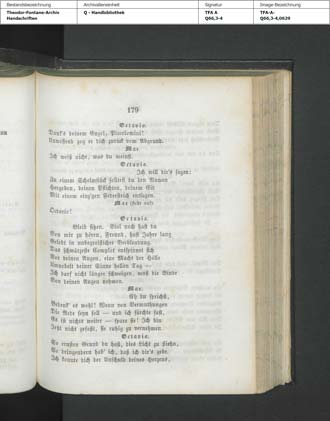 Bestandsbezeichnung
Archivalieneinheit
Signatur
Image-Bezeichnung
Theodor-Fontane-Archiv
Handschriften
Q - Handbibliothek
TFA A
Q66,3-4
TFA-A-
Q66,3-4,0829
179
Octavio.
Dank's deinem Engel, Piccolomini!
Unwissend zog er dich zurück vom Abgrund.
Max.
Ich weiß nicht, was du meinst.
Octavio.
Ich will dir's sagen:
Zu einem Schelmstück solltest du den Namen
Hergeben, deinen Pflichten, deinem Eid
Mit einem einz'gen Federstrich entsagen.
Max (steht auf)
Octavio!
Octavio.
Bleib sitzen. Viel noch hast du
Von mir zu hören, Freund, hast Jahre lang
Gelebt in unbegreiflicher Verblendung.
Das schwärzeste Complot entspinnet sich
Vor deinen Augen, eine Macht der Hölle
Umnebelt deiner Sinne hellen Tag —
Ich darf nicht länger schweigen, muß die Binde
Von deinen Augen nehmen.
Max.
Eh du sprichst,
Bedenk' es wohl! Wenn von Vermuthungen
Die Rede seyn soll — und ich fürchte fast,
Es ist nichts weiter — spare sie! Ich bin
Jetzt nicht gefaßt, sie ruhig zu vernehmen
Octavio.
So ernsten Grund du hast, dies Licht zu fliehn,
So dringendern hab' ich, daß ich dir's gebe.
Ich konnte dich der Unschuld deines Herzens,